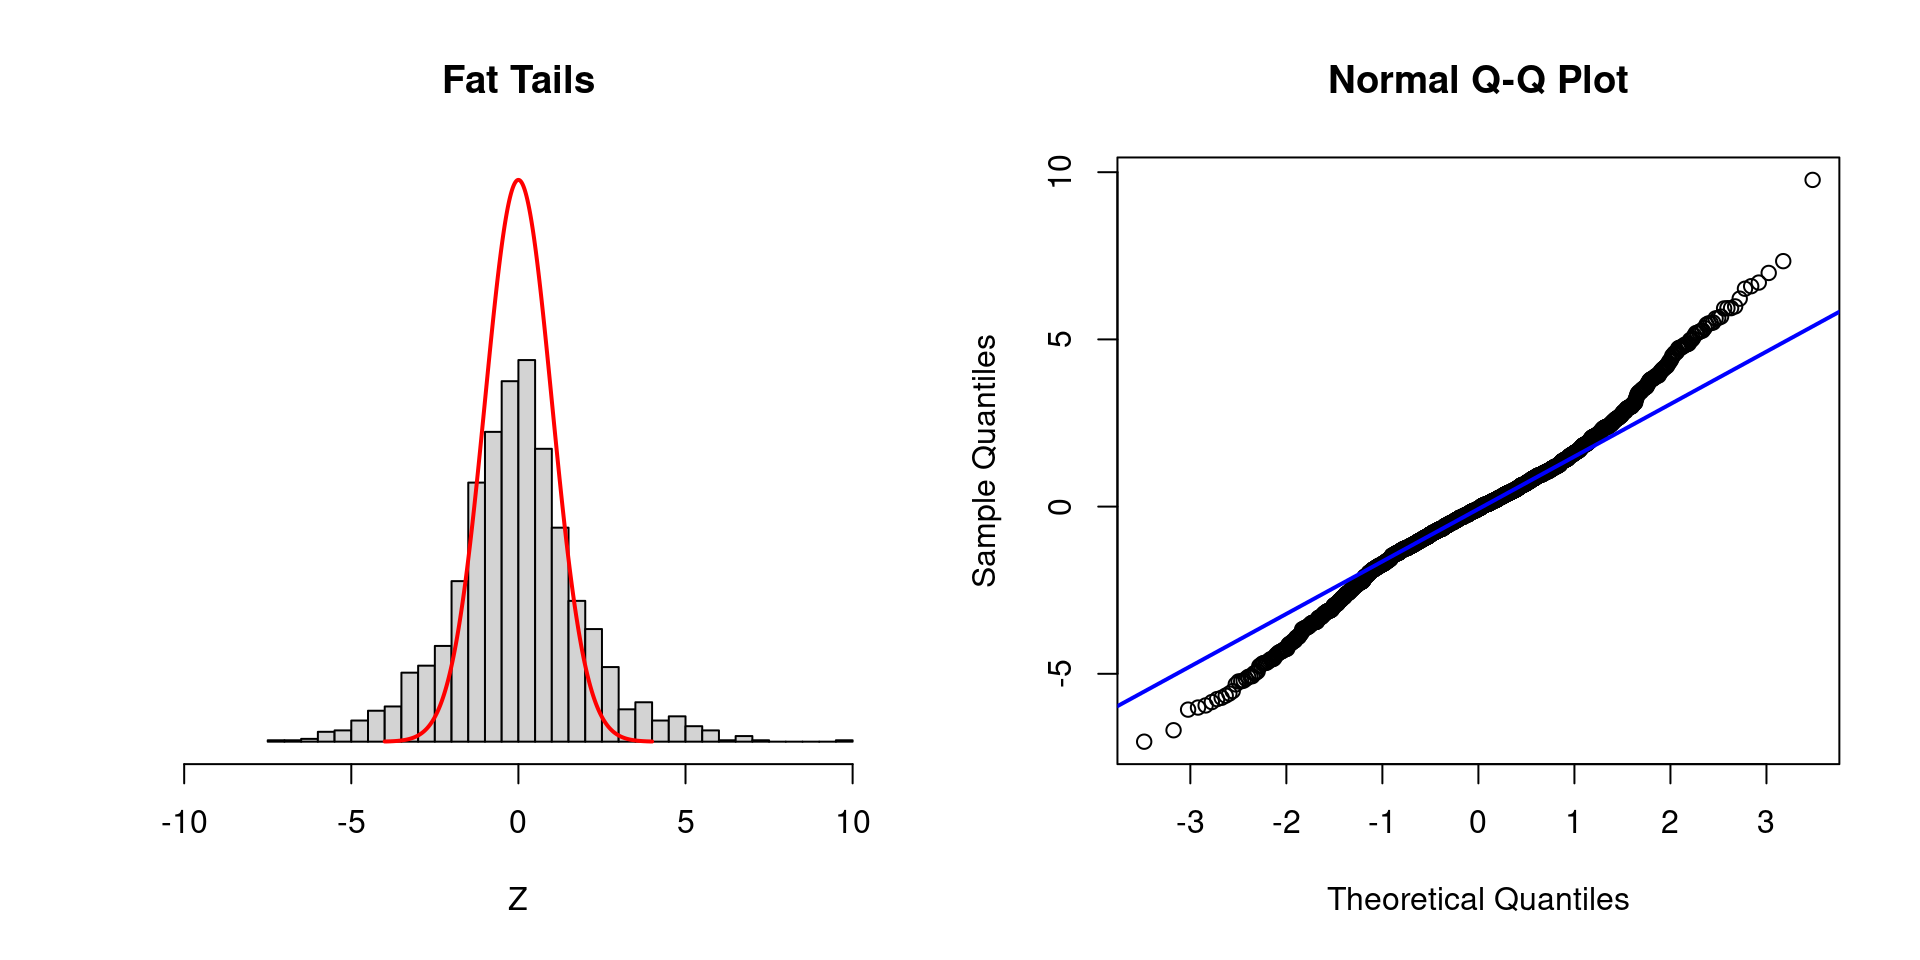 Fat Tails
-10 -5 0 5 10
Z
Normal Q-Q Plot
10
5
0
-5
Sample Quantiles
-3 -2 -1 0 1 2 3
Theoretical Quantiles